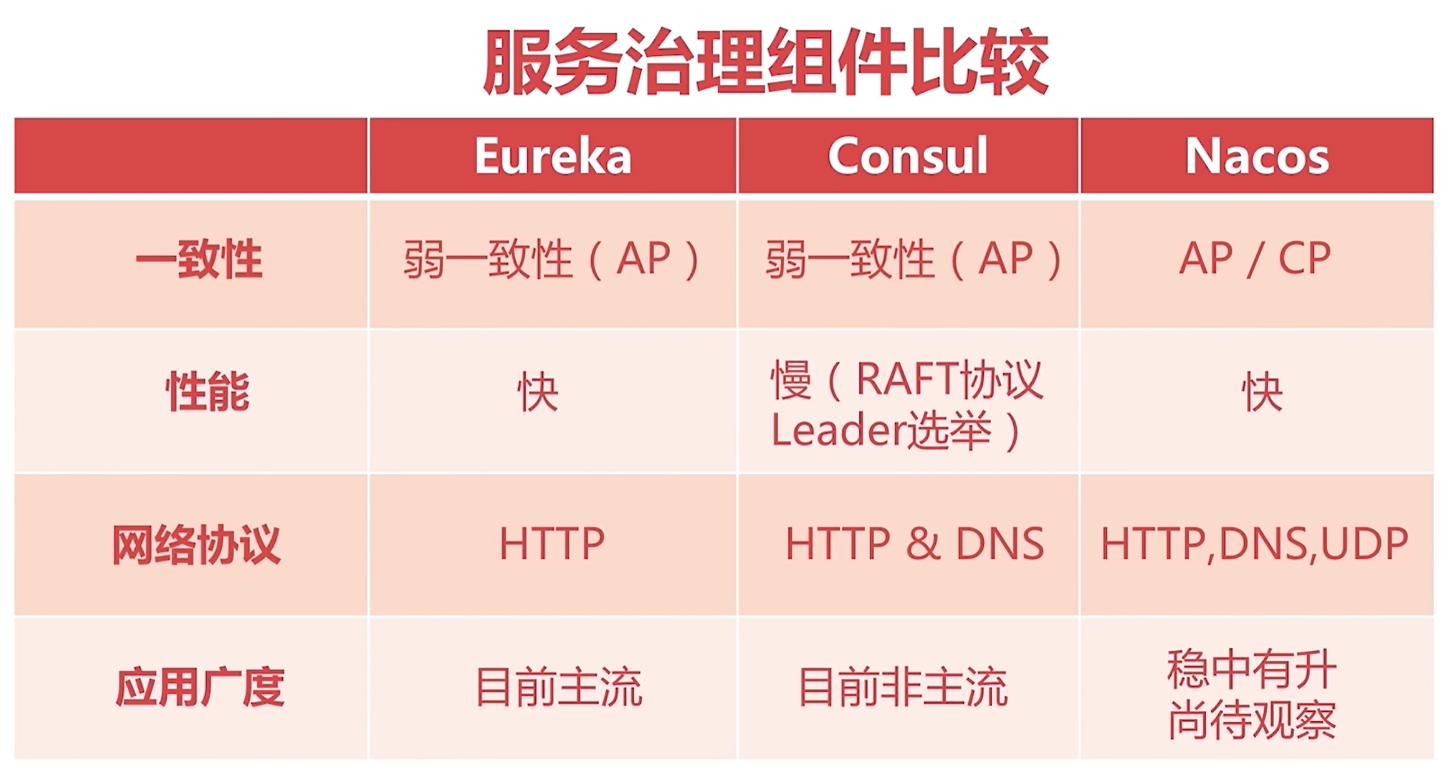 服务治理组件比较
Eureka Consul Nacos
一致性 弱一致性（AP） 弱一致性（AP） AP / CP
性能 快 慢（RAFT协议 快
Leader选举）
网络协议 HTTP HTTP & DNS HTTP,DNS,UDP
应用广度 目前主流 目前非主流 稳中有升
尚待观察